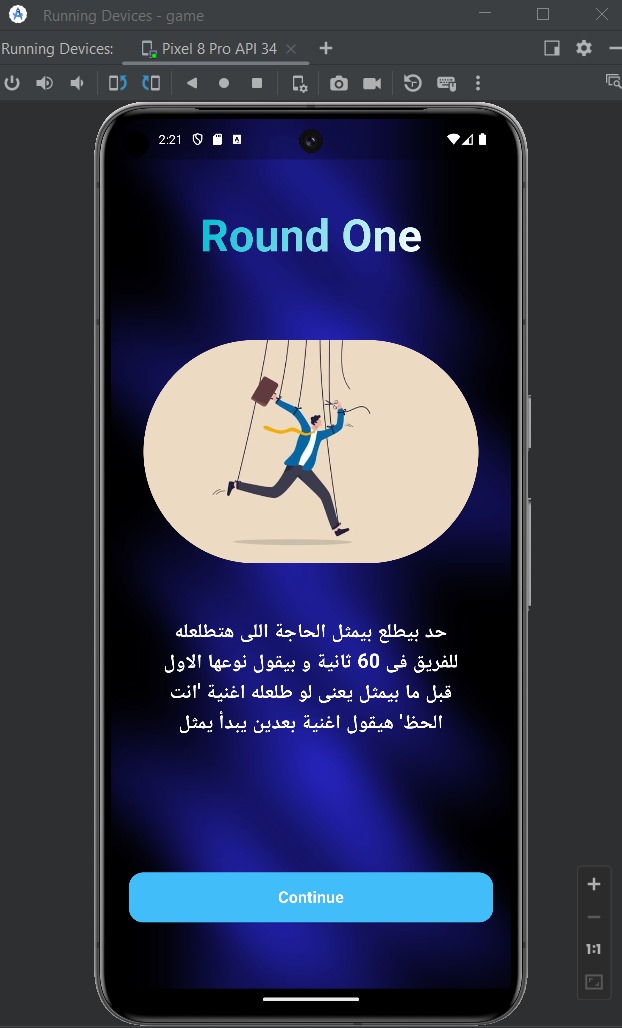 Running Devices - game
Running Devices:
Pixel 8 Pro API 34
2:21
Round One
حد بيطلع بيمثل الحاجة اللى هتطلعله
للفريق فى 60 ثانية و بيقول نوعها الاول
قبل ما بيمثل يعنى لو طلعله اغنية 'انت
الحظ' هيقول اغنية بعدين يبدأ يمثل
Continue
1:1